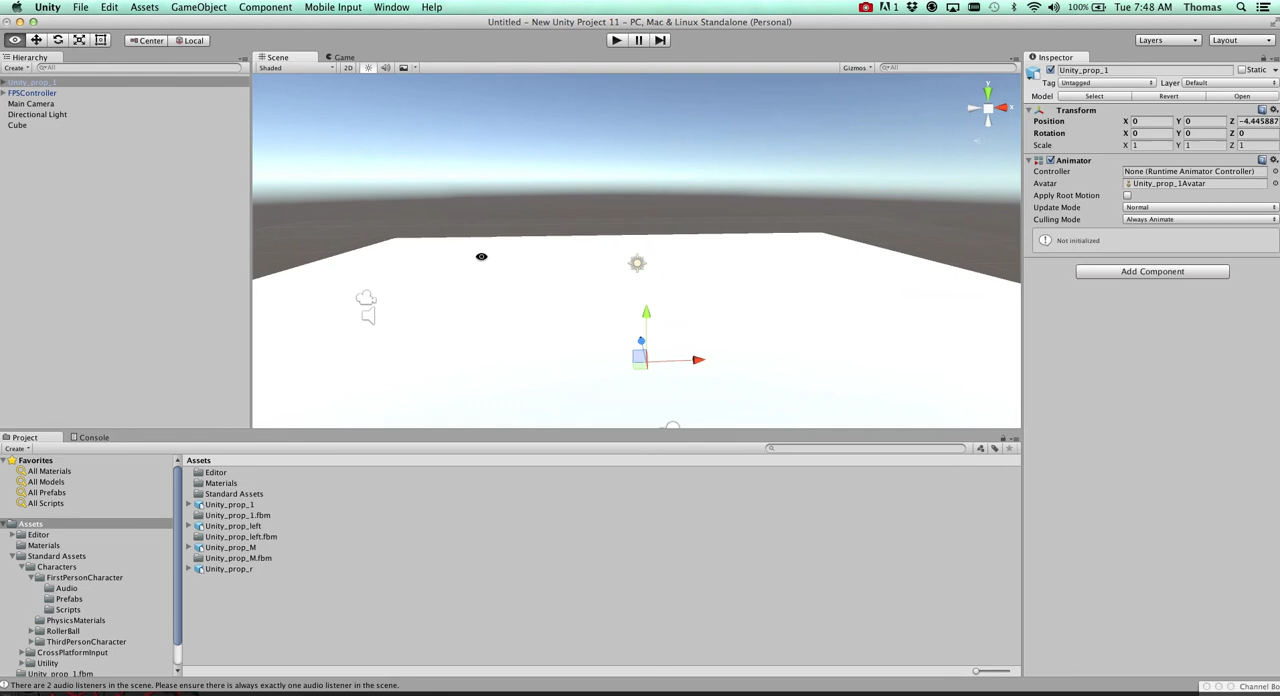 Unity File Edit Assets GameObject Component Mobile Input Window Help 1 100% Tue 7:48 AM Thomas
Untitled - New Unity Project 11 - PC, Mac & Linux Standalone (Personal)
Center Local Layers Layout
Hierarchy
Create All
Unity_prop_1
FPSController
Main Camera
Directional Light
Cube
Scene Game
Shaded 2D Gizmos All
y
x
Inspector
Unity_prop_1 Static
Tag Untagged Layer Default
Model Select Revert Open
Transform
Position X 0 Y 0 Z -4.445887
Rotation X 0 Y 0 Z 0
Scale X 1 Y 1 Z 1
Animator
Controller None (Runtime Animator Controller)
Avatar Unity_prop_1Avatar
Apply Root Motion
Update Mode Normal
Culling Mode Always Animate
Not initialized
Add Component
Project Console
Create
Favorites
All Materials
All Models
All Prefabs
All Scripts
Assets
Editor
Materials
Standard Assets
Characters
FirstPersonCharacter
Audio
Prefabs
Scripts
PhysicsMaterials
RollerBall
ThirdPersonCharacter
CrossPlatformInput
Utility
Unity_prop_1.fbm
Assets
Editor
Materials
Standard Assets
Unity_prop_1
Unity_prop_1.fbm
Unity_prop_left
Unity_prop_left.fbm
Unity_prop_M
Unity_prop_M.fbm
Unity_prop_r
There are 2 audio listeners in the scene. Please ensure there is always exactly one audio listener in the scene.
Channel Bo